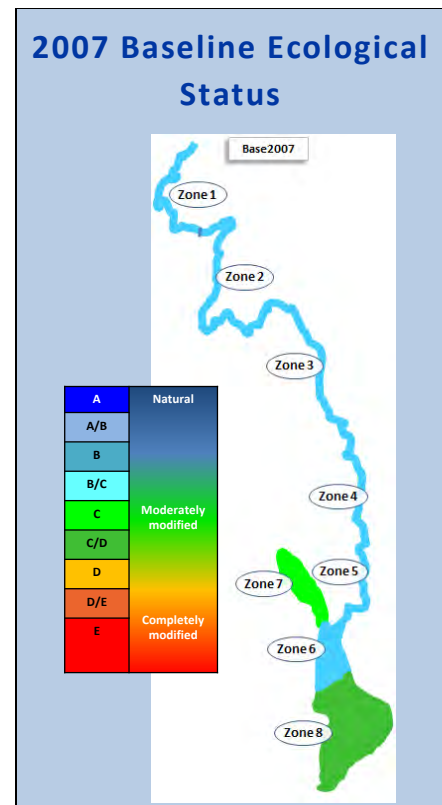 2007 Baseline Ecological
Status
Base2007
Zone 1
Zone 2
Zone 3
A
Natural
A/B
B
B/C
C
Moderately
modified
C/D
D
D/E
E
Completely
modified
Zone 4
Zone 5
Zone 7
Zone 6
Zone 8